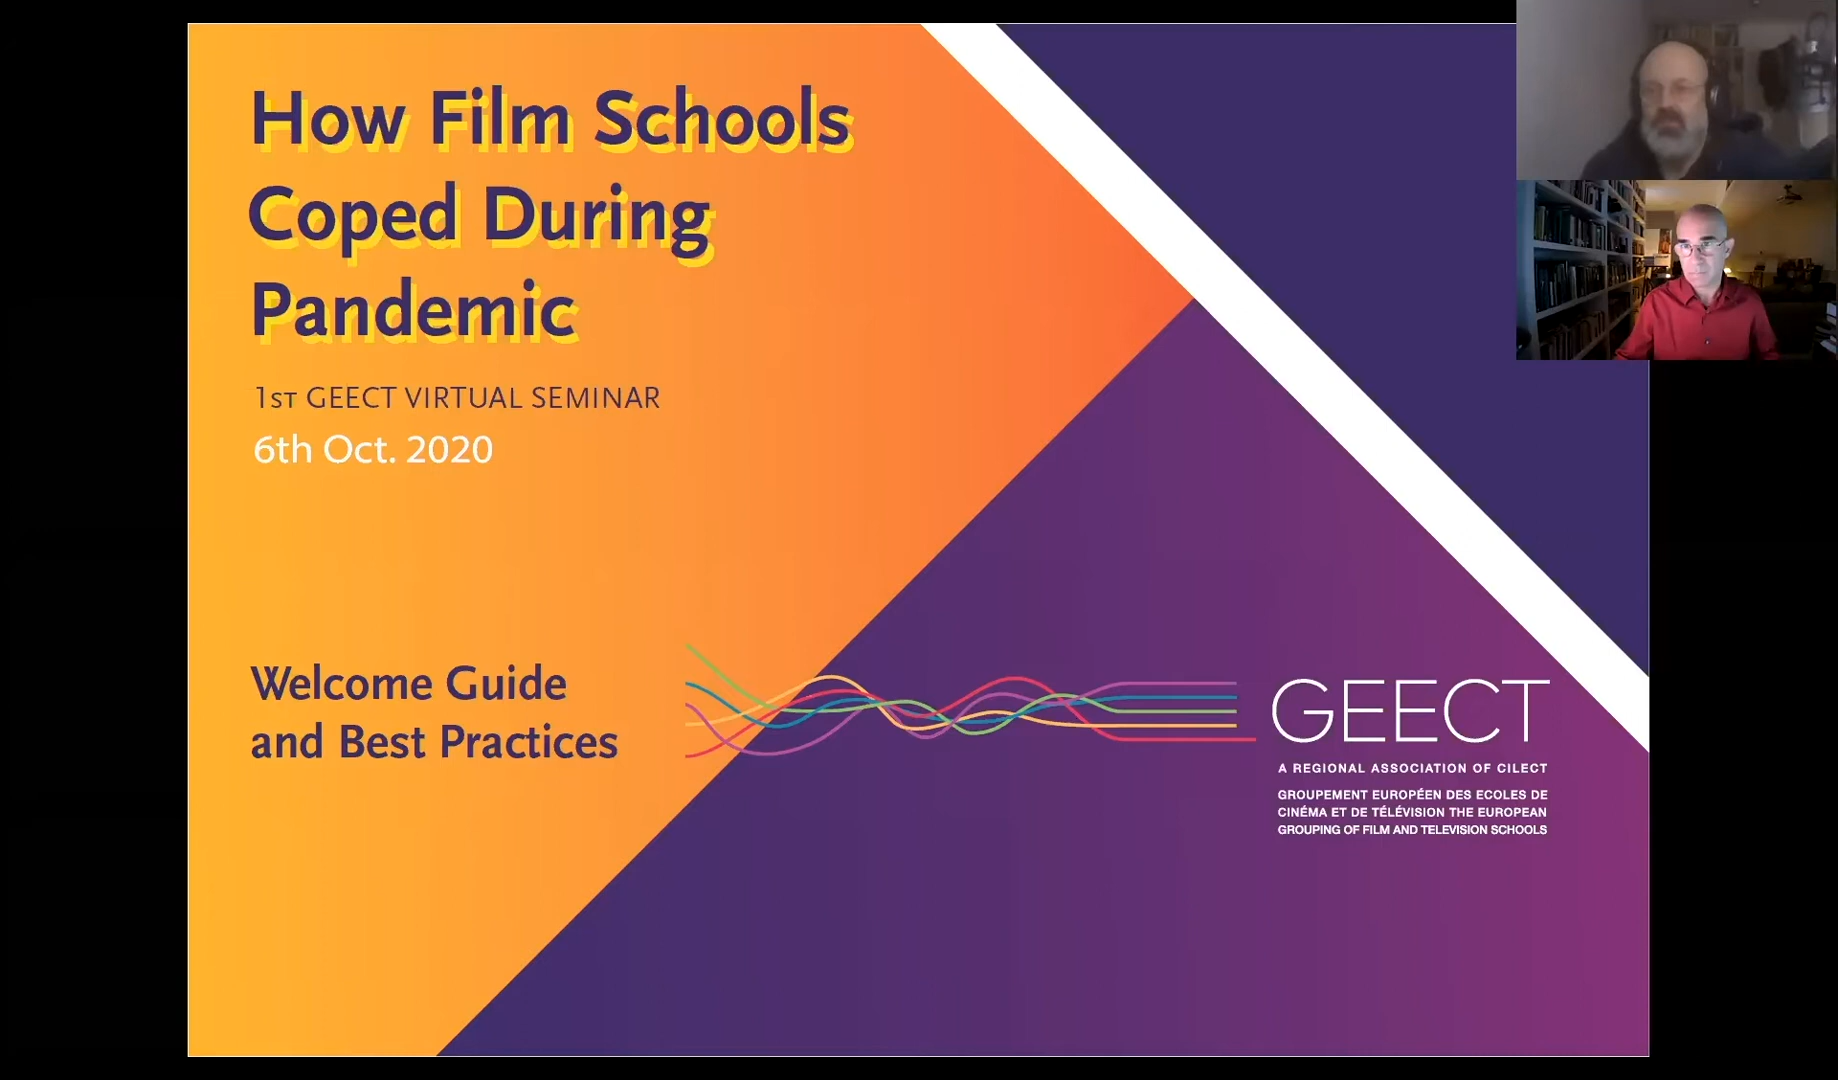 How Film Schools
Coped During
Pandemic
1ST GEECT VIRTUAL SEMINAR
6th Oct. 2020
Welcome Guide
and Best Practices
GEECT
A REGIONAL ASSOCIATION OF CILECT
GROUPEMENT EUROPÉEN DES ECOLES DE
CINÉMA ET DE TÉLÉVISION THE EUROPEAN
GROUPING OF FILM AND TELEVISION SCHOOLS